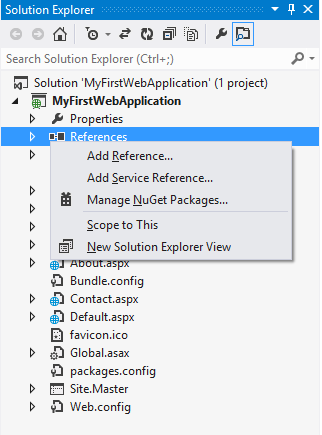 Solution Explorer
Search Solution Explorer (Ctrl+;)
Solution 'MyFirstWebApplication' (1 project)
MyFirstWebApplication
Properties
References
Add Reference...
Add Service Reference...
Manage NuGet Packages...
Scope to This
New Solution Explorer View
About.aspx
Bundle.config
Contact.aspx
Default.aspx
favicon.ico
Global.asax
packages.config
Site.Master
Web.config